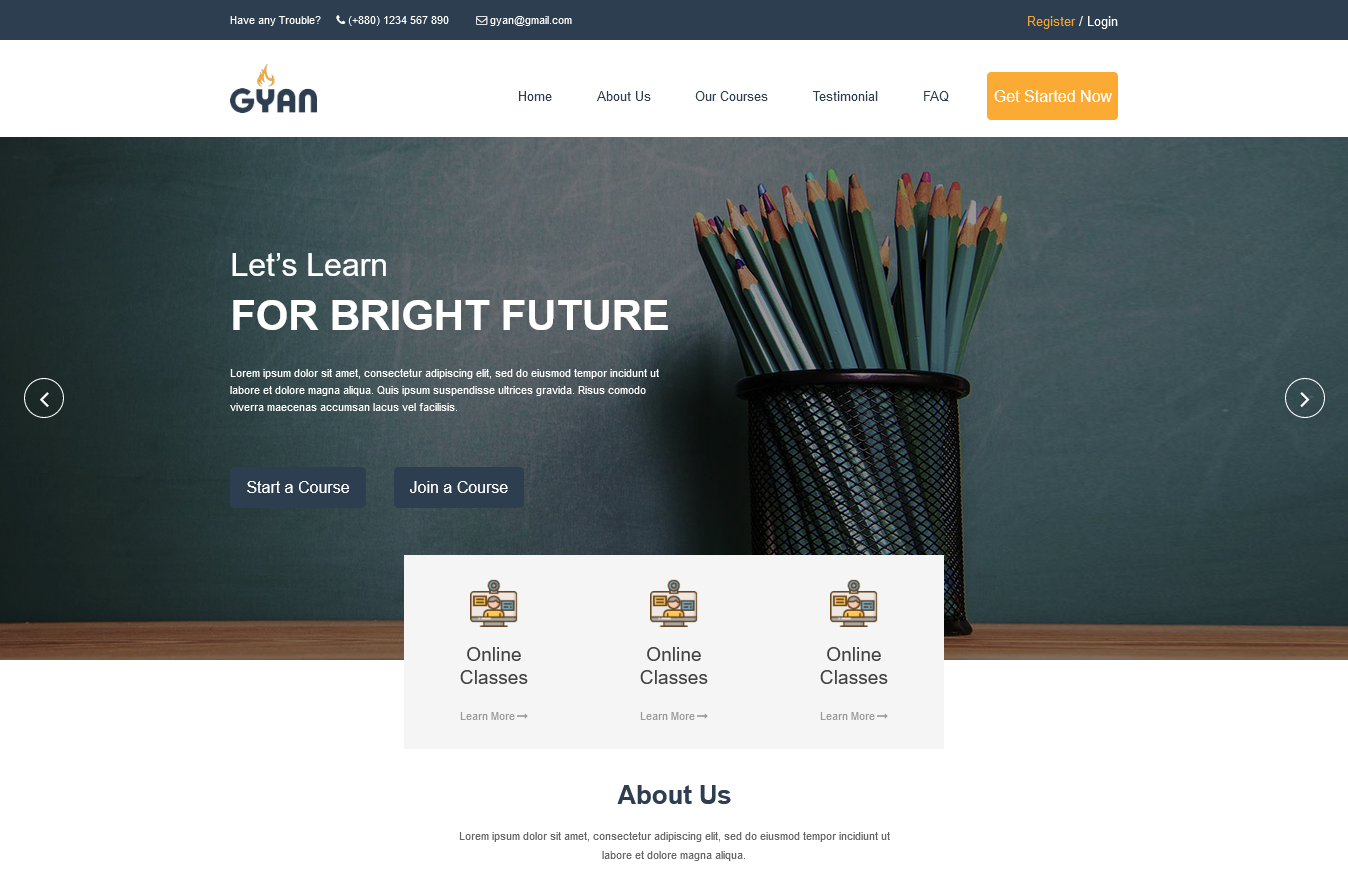 Have any Trouble? (+880) 1234 567 890 gyan@gmail.com Register / Login
GYAN
Home About Us Our Courses Testimonial FAQ Get Started Now
Let’s Learn
FOR BRIGHT FUTURE
Lorem ipsum dolor sit amet, consectetur adipiscing elit, sed do eiusmod tempor incidunt ut
labore et dolore magna aliqua. Quis ipsum suspendisse ultrices gravida. Risus comodo
viverra maecenas accumsan lacus vel facilisis.
Start a Course Join a Course
Online Online Online
Classes Classes Classes
Learn More Learn More Learn More
About Us
Lorem ipsum dolor sit amet, consectetur adipiscing elit, sed do eiusmod tempor incidiunt ut
labore et dolore magna aliqua.